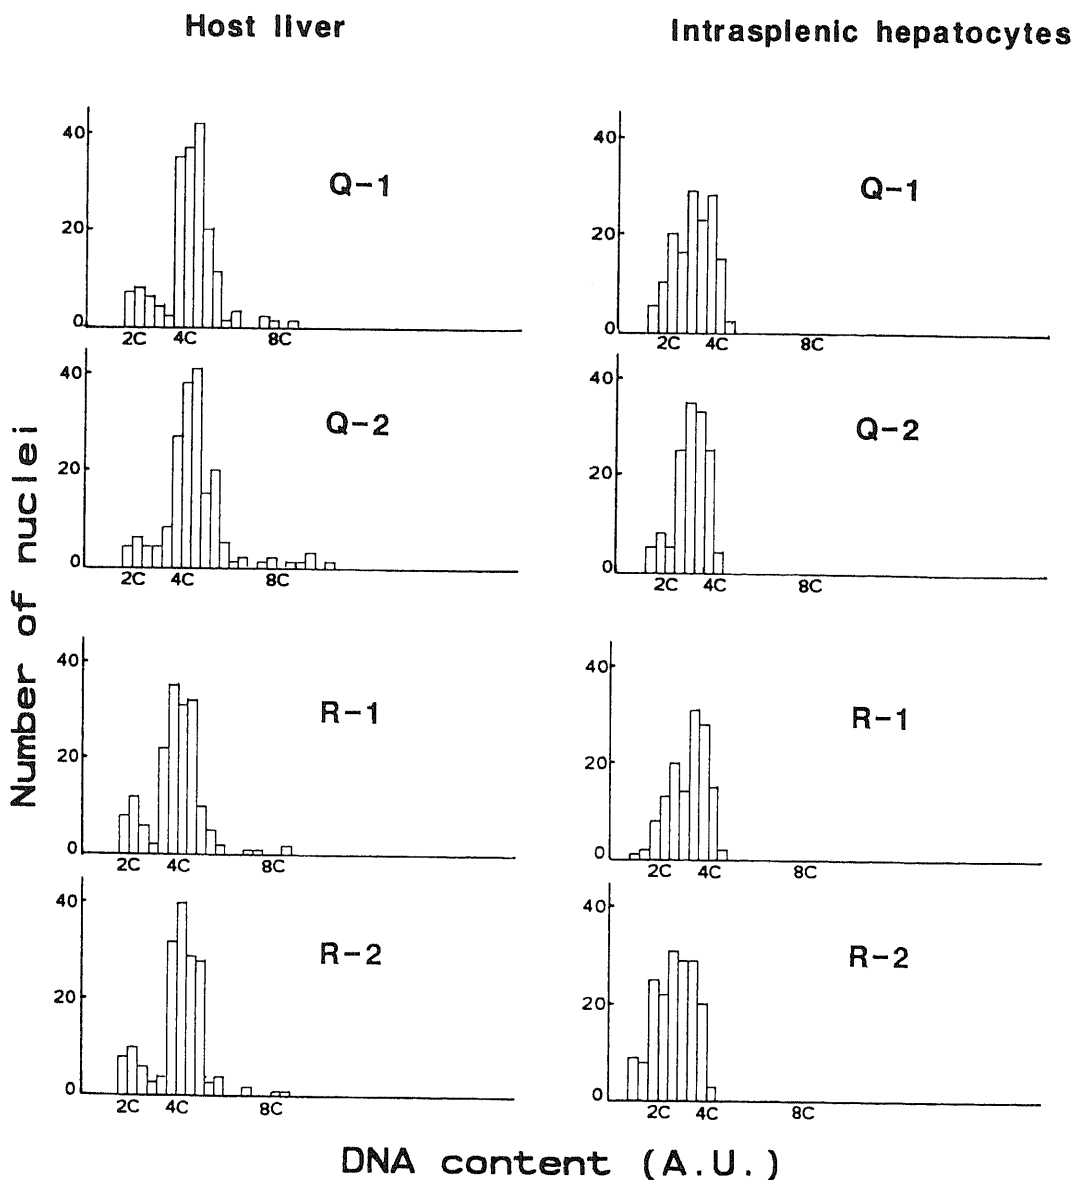 Host liver
Intrasplenic hepatocytes
Number of nuclei
40
20
0
Q-1
2C 4C 8C
40
20
0
Q-1
2C 4C 8C
40
20
0
Q-2
2C 4C 8C
40
20
0
Q-2
2C 4C 8C
40
20
0
R-1
2C 4C 8C
40
20
0
R-1
2C 4C 8C
40
20
0
R-2
2C 4C 8C
40
20
0
R-2
2C 4C 8C
DNA content (A.U.)